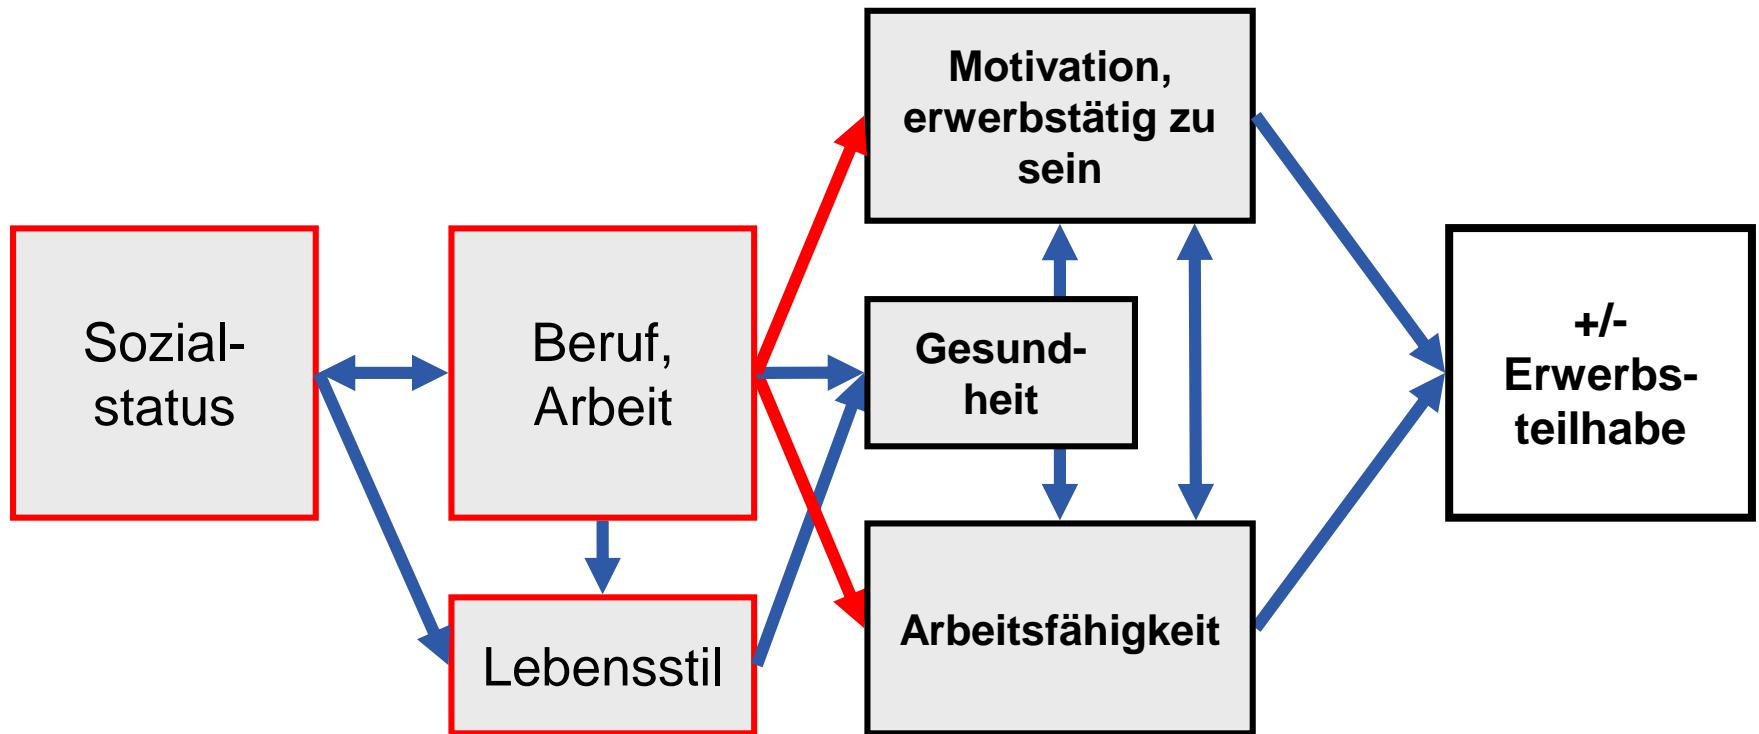 Motivation,
erwerbstätig zu
sein
Sozial-
status
Beruf,
Arbeit
Gesund-
heit
+/-
Erwerbs-
teilhabe
Lebensstil
Arbeitsfähigkeit